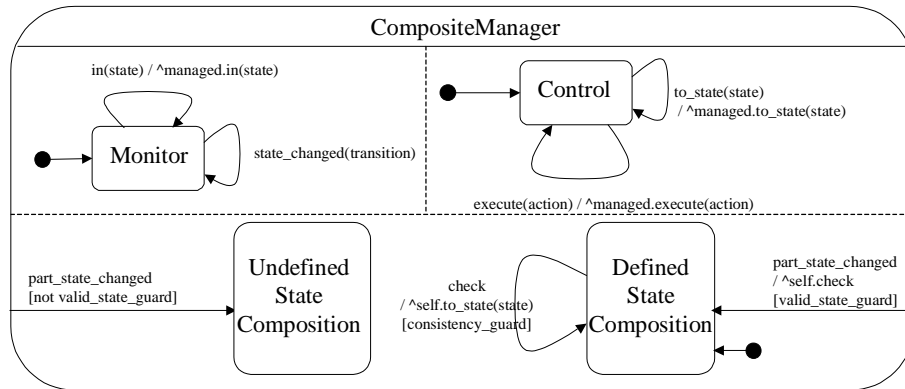 CompositeManager
in(state) / ^managed.in(state)
Monitor
state_changed(transition)
Control
to_state(state)
/ ^managed.to_state(state)
execute(action) / ^managed.execute(action)
part_state_changed
[not valid_state_guard]
Undefined
State
Composition
check
/ ^self.to_state(state)
[consistency_guard]
Defined
State
Composition
part_state_changed
/ ^self.check
[valid_state_guard]